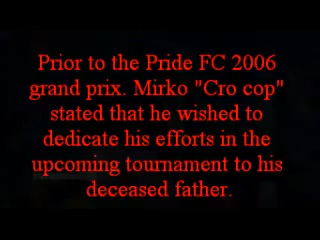 Prior to the Pride FC 2006
grand prix. Mirko "Cro cop"
stated that he wished to
dedicate his efforts in the
upcoming tournament to his
deceased father.